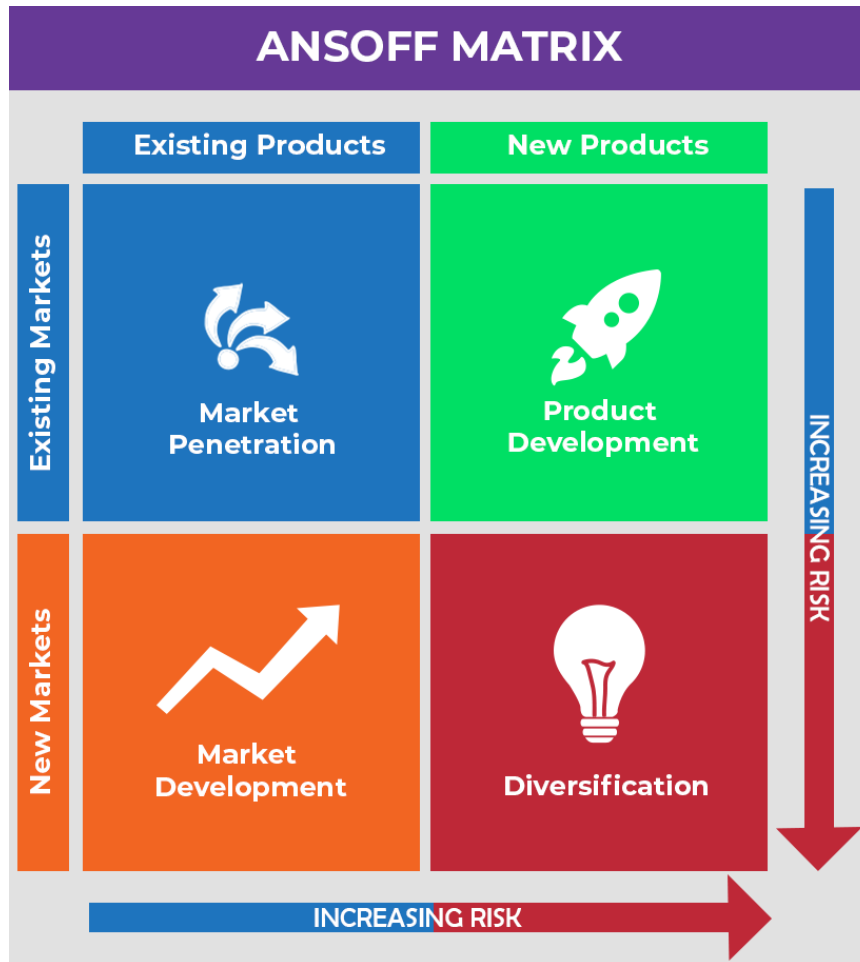 ANSOFF MATRIX
Existing Products
New Products
Existing Markets
Market
Penetration
Product
Development
INCREASING RISK
New Markets
Market
Development
Diversification
INCREASING RISK